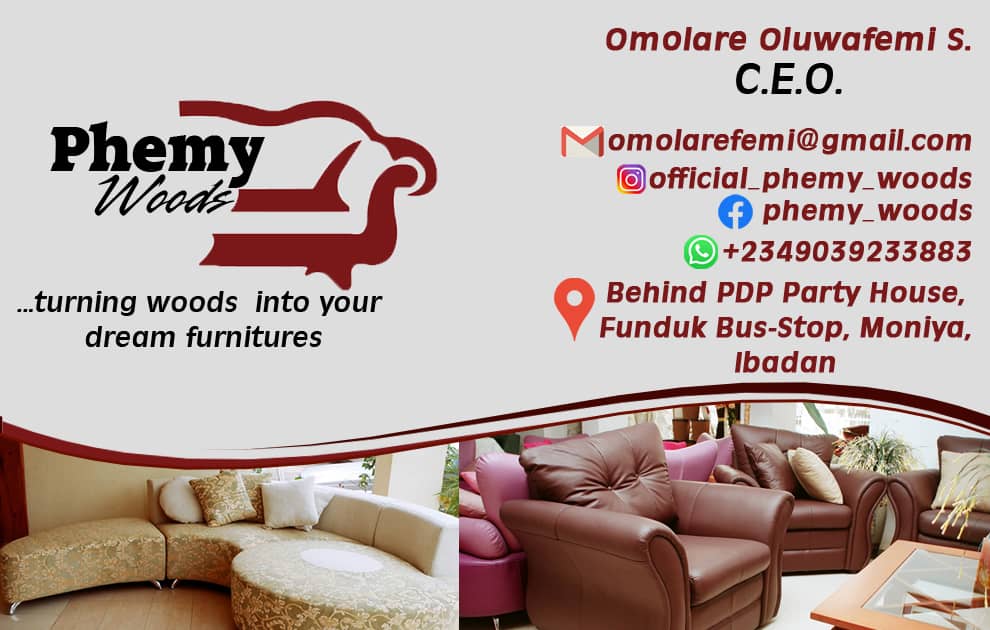 Phemy
Woods
...turning woods into your
dream furnitures
Omolare Oluwafemi S.
C.E.O.
omolarefemi@gmail.com
official_phemy_woods
phemy_woods
+2349039233883
Behind PDP Party House,
Funduk Bus-Stop, Moniya,
Ibadan